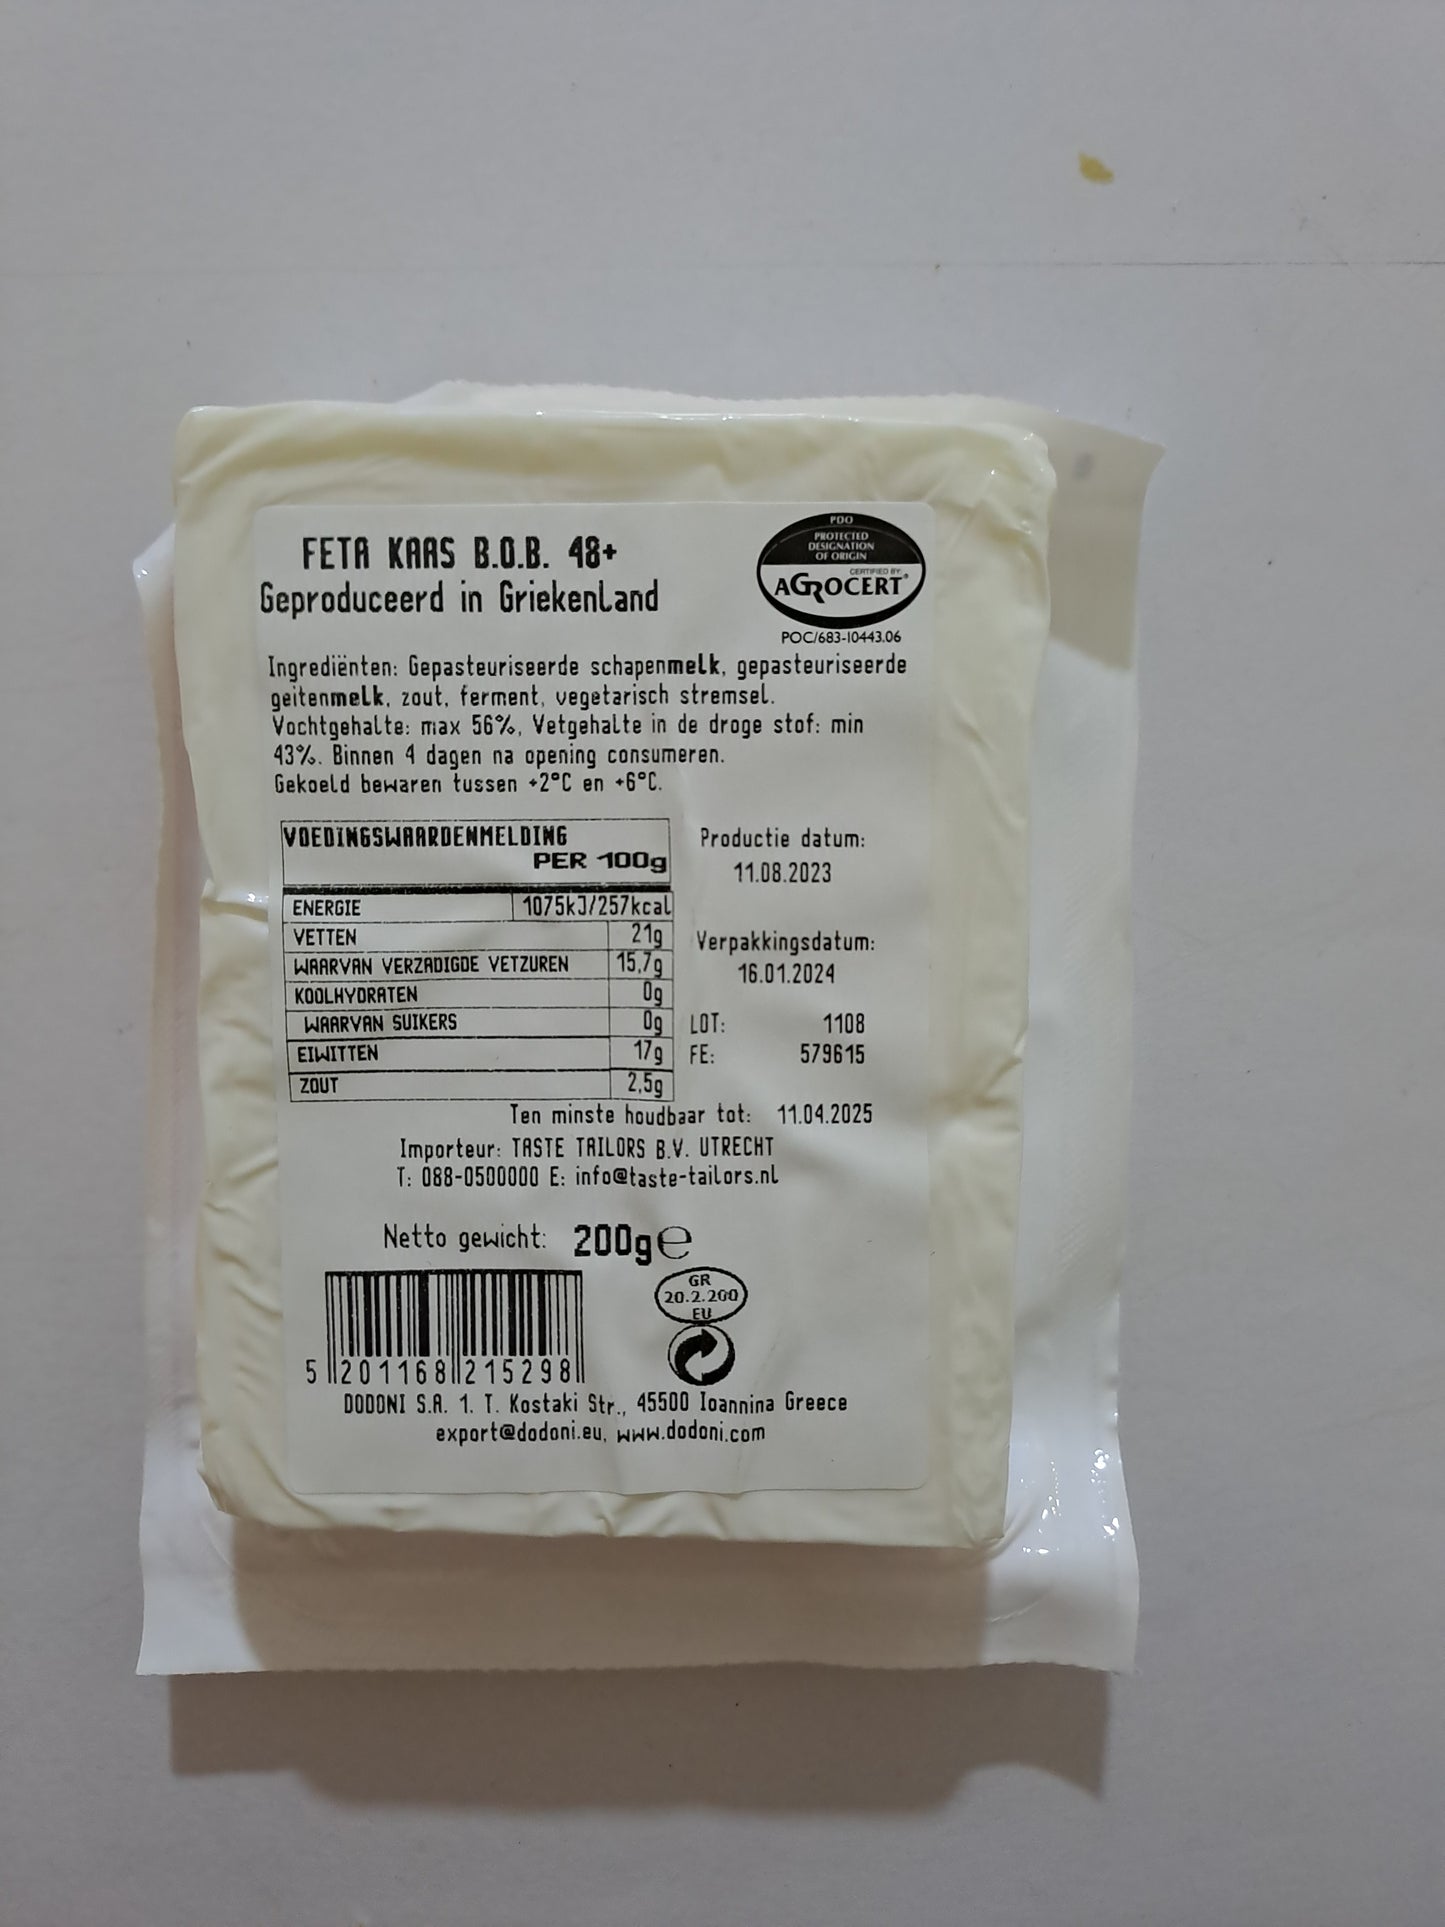 FETA KAAS B.O.B. 48+
Geproduceerd in Griekenland
PDO
PROTECTED
DESIGNATION
OF ORIGIN
CERTIFIED BY:
AGROCERT®
POC/683-10443.06
Ingrediënten: Gepasteuriseerde schapenmelk, gepasteuriseerde
geitenmelk, zout, ferment, vegetarisch stremsel.
Vochtgehalte: max 56%, Vetgehalte in de droge stof: min
43%. Binnen 4 dagen na opening consumeren.
Gekoeld bewaren tussen +2°C en +6°C.
VOEDINGSWAARDENMELDING
PER 100g
ENERGIE 1075kJ/257kcal
VETTEN 21g
WAARVAN VERZADIGDE VETZUREN 15,7g
KOOLHYDRATEN 0g
WAARVAN SUIKERS 0g
EIWITTEN 17g
ZOUT 2,5g
Productie datum:
11.08.2023
Verpakkingsdatum:
16.01.2024
LOT: 1108
FE: 579615
Ten minste houdbaar tot: 11.04.2025
Importeur: TASTE TAILORS B.V. UTRECHT
T: 088-0500000 E: info@taste-tailors.nl
Netto gewicht: 200g℮
GR
20.2.200
EU
5 201168 215298
DODONI S.A. 1. T. Kostaki Str., 45500 Ioannina Greece
export@dodoni.eu, www.dodoni.com